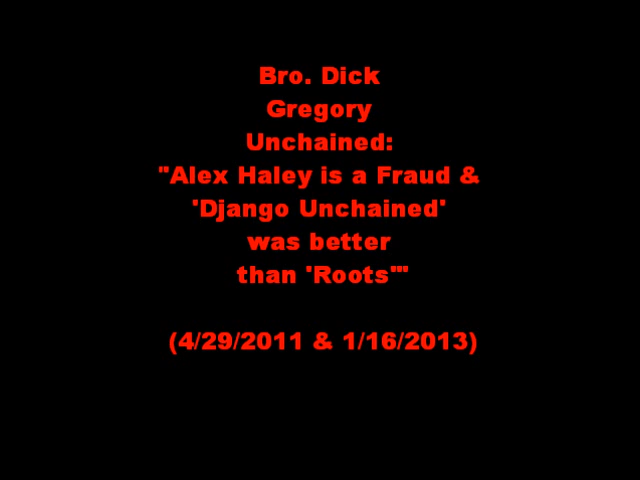 Bro. Dick
Gregory
Unchained:
"Alex Haley is a Fraud &
'Django Unchained'
was better
than 'Roots'"
(4/29/2011 & 1/16/2013)